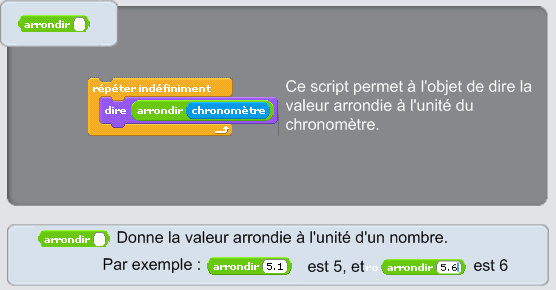 arrondir
répéter indéfiniment
dire arrondir chronomètre
Ce script permet à l'objet de dire la
valeur arrondie à l'unité du
chronomètre.
arrondir Donne la valeur arrondie à l'unité d'un nombre.
Par exemple : arrondir 5.1 est 5, et ro arrondir 5.6 est 6